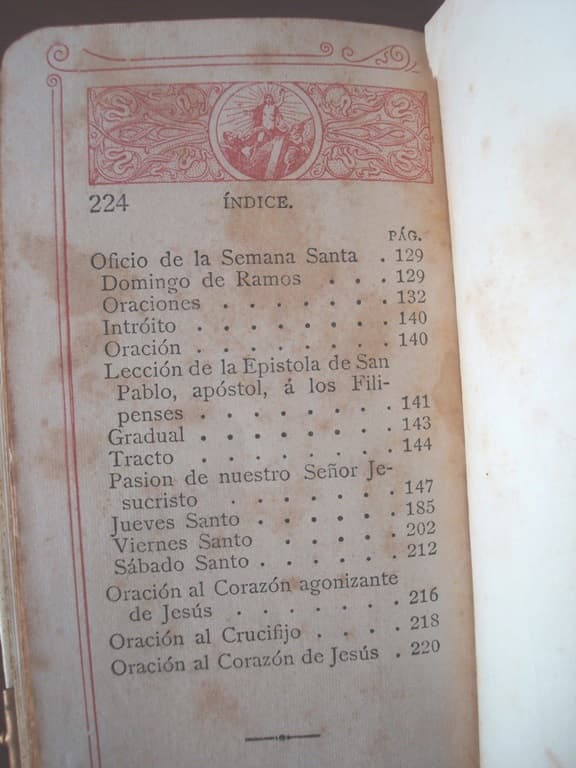 224 ÍNDICE.
PÁG.
Oficio de la Semana Santa . 129
Domingo de Ramos . . . 129
Oraciones . . . . . . . 132
Intróito . . . . . . . . 140
Oración . . . . . . . . 140
Lección de la Epistola de San
Pablo, apóstol, á los Fili-
penses . . . . . . . . 141
Gradual . . . . . . . . 143
Tracto . . . . . . . . 144
Pasion de nuestro Señor Je-
sucristo . . . . . . . 147
Jueves Santo . . . . . . 185
Viernes Santo . . . . . 202
Sábado Santo . . . . . . 212
Oración al Corazón agonizante
de Jesús . . . . . . . 216
Oración al Crucifijo . . . . 218
Oración al Corazón de Jesús . 220